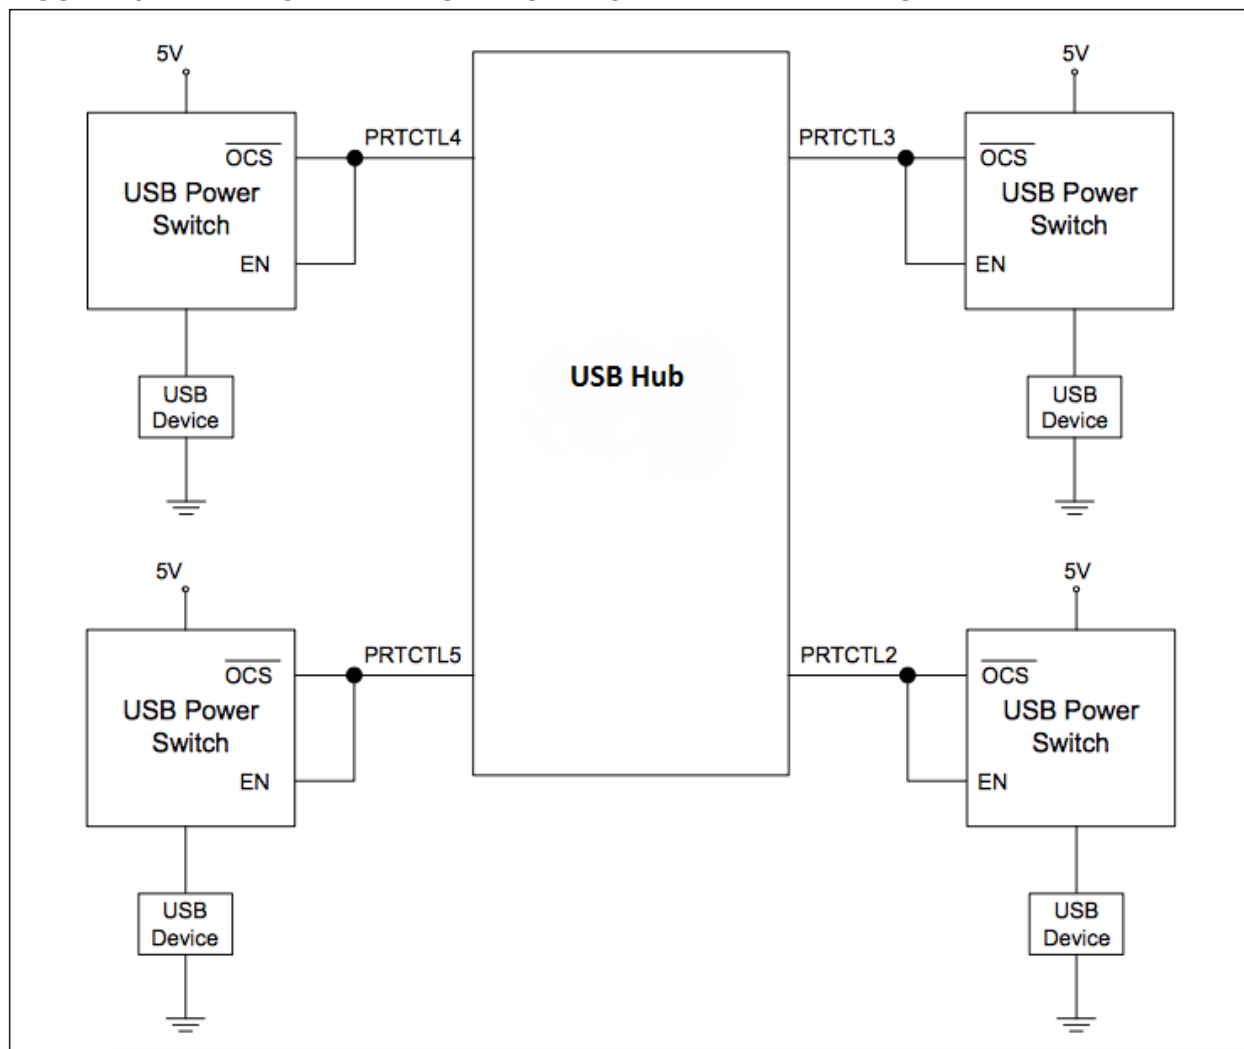 5V
OCS
USB Power
Switch
EN
USB
Device
PRTCTL4
5V
OCS
USB Power
Switch
EN
USB
Device
PRTCTL5
USB Hub
PRTCTL3
5V
OCS
USB Power
Switch
EN
USB
Device
PRTCTL2
5V
OCS
USB Power
Switch
EN
USB
Device